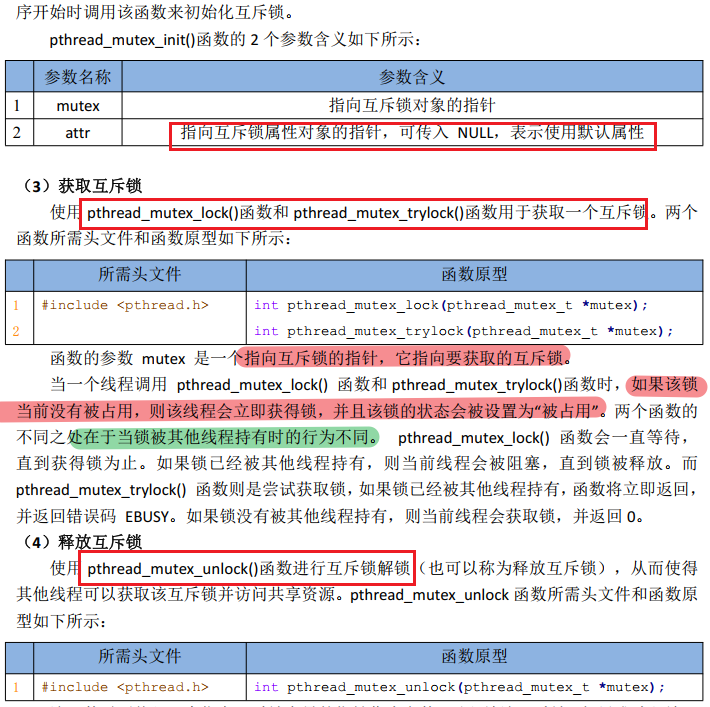 序开始时调用该函数来初始化互斥锁。
pthread_mutex_init()函数的 2 个参数含义如下所示：
参数名称 参数含义
1 mutex 指向互斥锁对象的指针
2 attr 指向互斥锁属性对象的指针，可传入 NULL，表示使用默认属性
（3）获取互斥锁
使用 pthread_mutex_lock()函数和 pthread_mutex_trylock()函数用于获取一个互斥锁。两个
函数所需头文件和函数原型如下所示：
所需头文件 函数原型
1 #include <pthread.h> int pthread_mutex_lock(pthread_mutex_t *mutex);
2 int pthread_mutex_trylock(pthread_mutex_t *mutex);
函数的参数 mutex 是一个指向互斥锁的指针，它指向要获取的互斥锁。
当一个线程调用 pthread_mutex_lock() 函数和 pthread_mutex_trylock()函数时，如果该锁
当前没有被占用，则该线程会立即获得锁，并且该锁的状态会被设置为“被占用”。两个函数的
不同之处在于当锁被其他线程持有时的行为不同。 pthread_mutex_lock() 函数会一直等待，
直到获得锁为止。如果锁已经被其他线程持有，则当前线程会被阻塞，直到锁被释放。而
pthread_mutex_trylock() 函数则是尝试获取锁，如果锁已经被其他线程持有，函数将立即返回，
并返回错误码 EBUSY。如果锁没有被其他线程持有，则当前线程会获取锁，并返回 0。
（4）释放互斥锁
使用 pthread_mutex_unlock()函数进行互斥锁解锁（也可以称为释放互斥锁），从而使得
其他线程可以获取该互斥锁并访问共享资源。pthread_mutex_unlock 函数所需头文件和函数原
型如下所示：
所需头文件 函数原型
1 #include <pthread.h> int pthread_mutex_unlock(pthread_mutex_t *mutex);